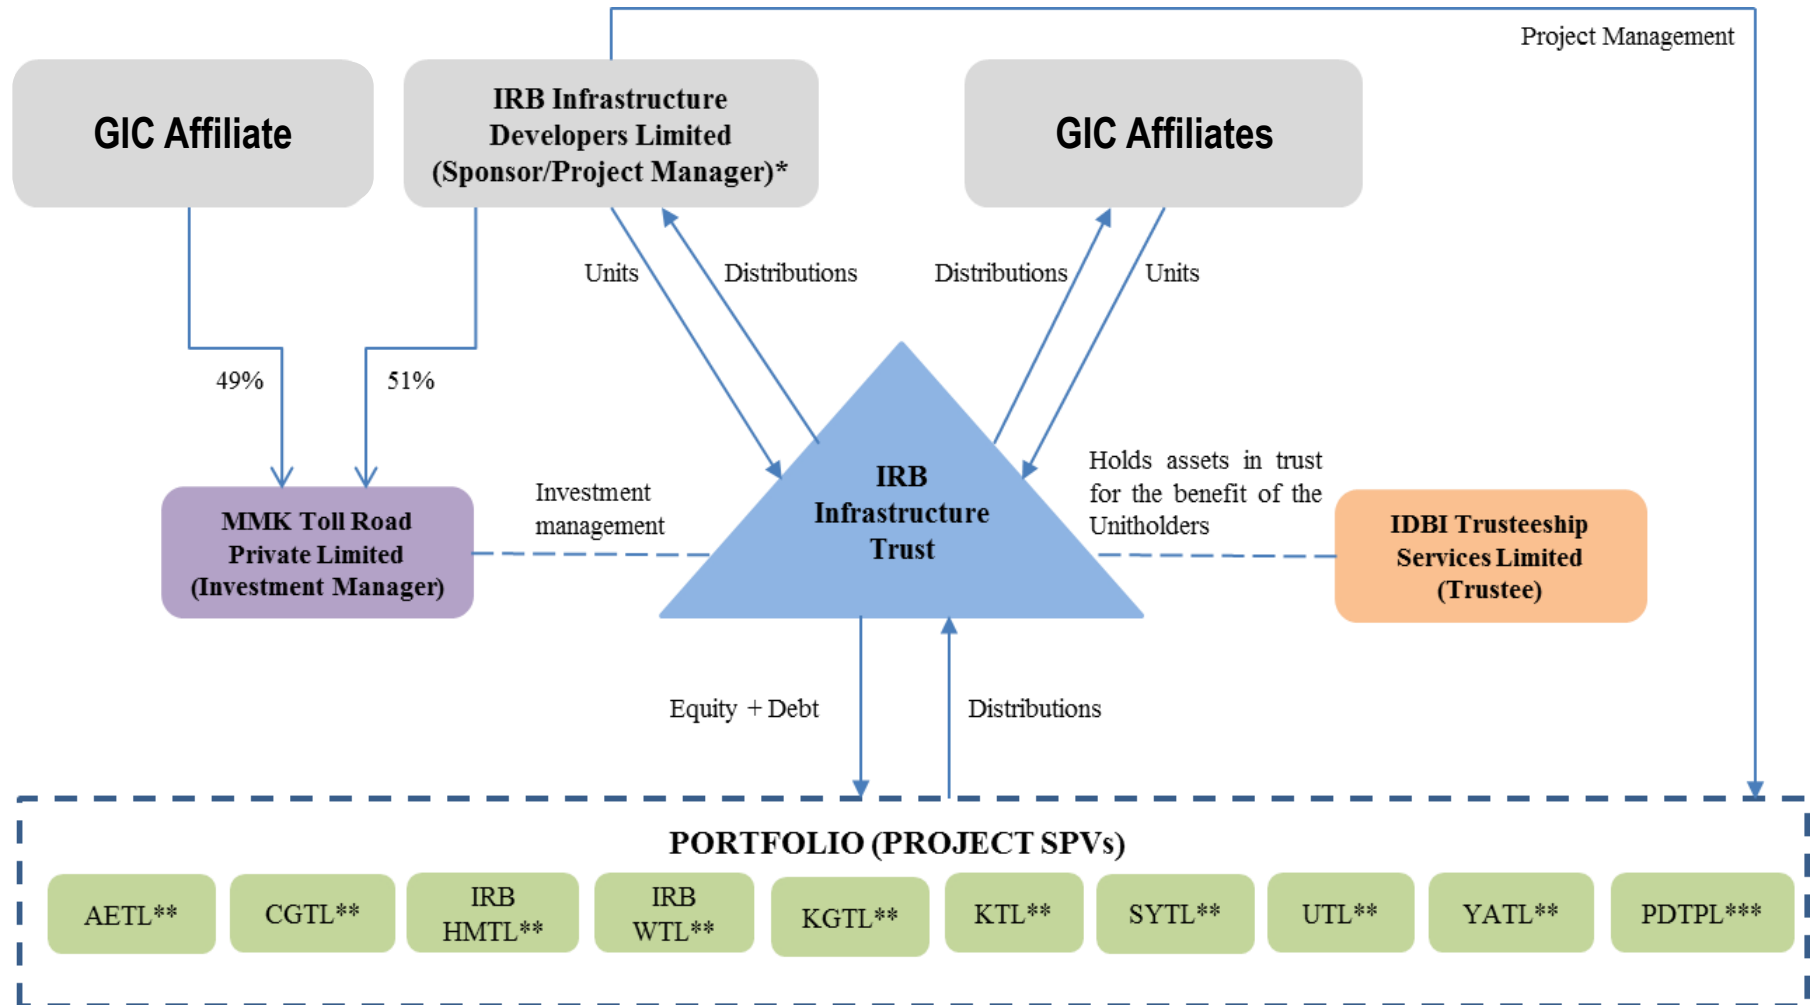 Project Management
GIC Affiliate
IRB Infrastructure
Developers Limited
(Sponsor/Project Manager)*
GIC Affiliates
Units
Distributions
Distributions
Units
49%
51%
MMK Toll Road
Private Limited
(Investment Manager)
Investment
management
IRB
Infrastructure
Trust
Holds assets in trust
for the benefit of the
Unitholders
IDBI Trusteeship
Services Limited
(Trustee)
Equity + Debt
Distributions
PORTFOLIO (PROJECT SPVs)
AETL**
CGTL**
IRB
HMTL**
IRB
WTL**
KGTL**
KTL**
SYTL**
UTL**
YATL**
PDTPL***